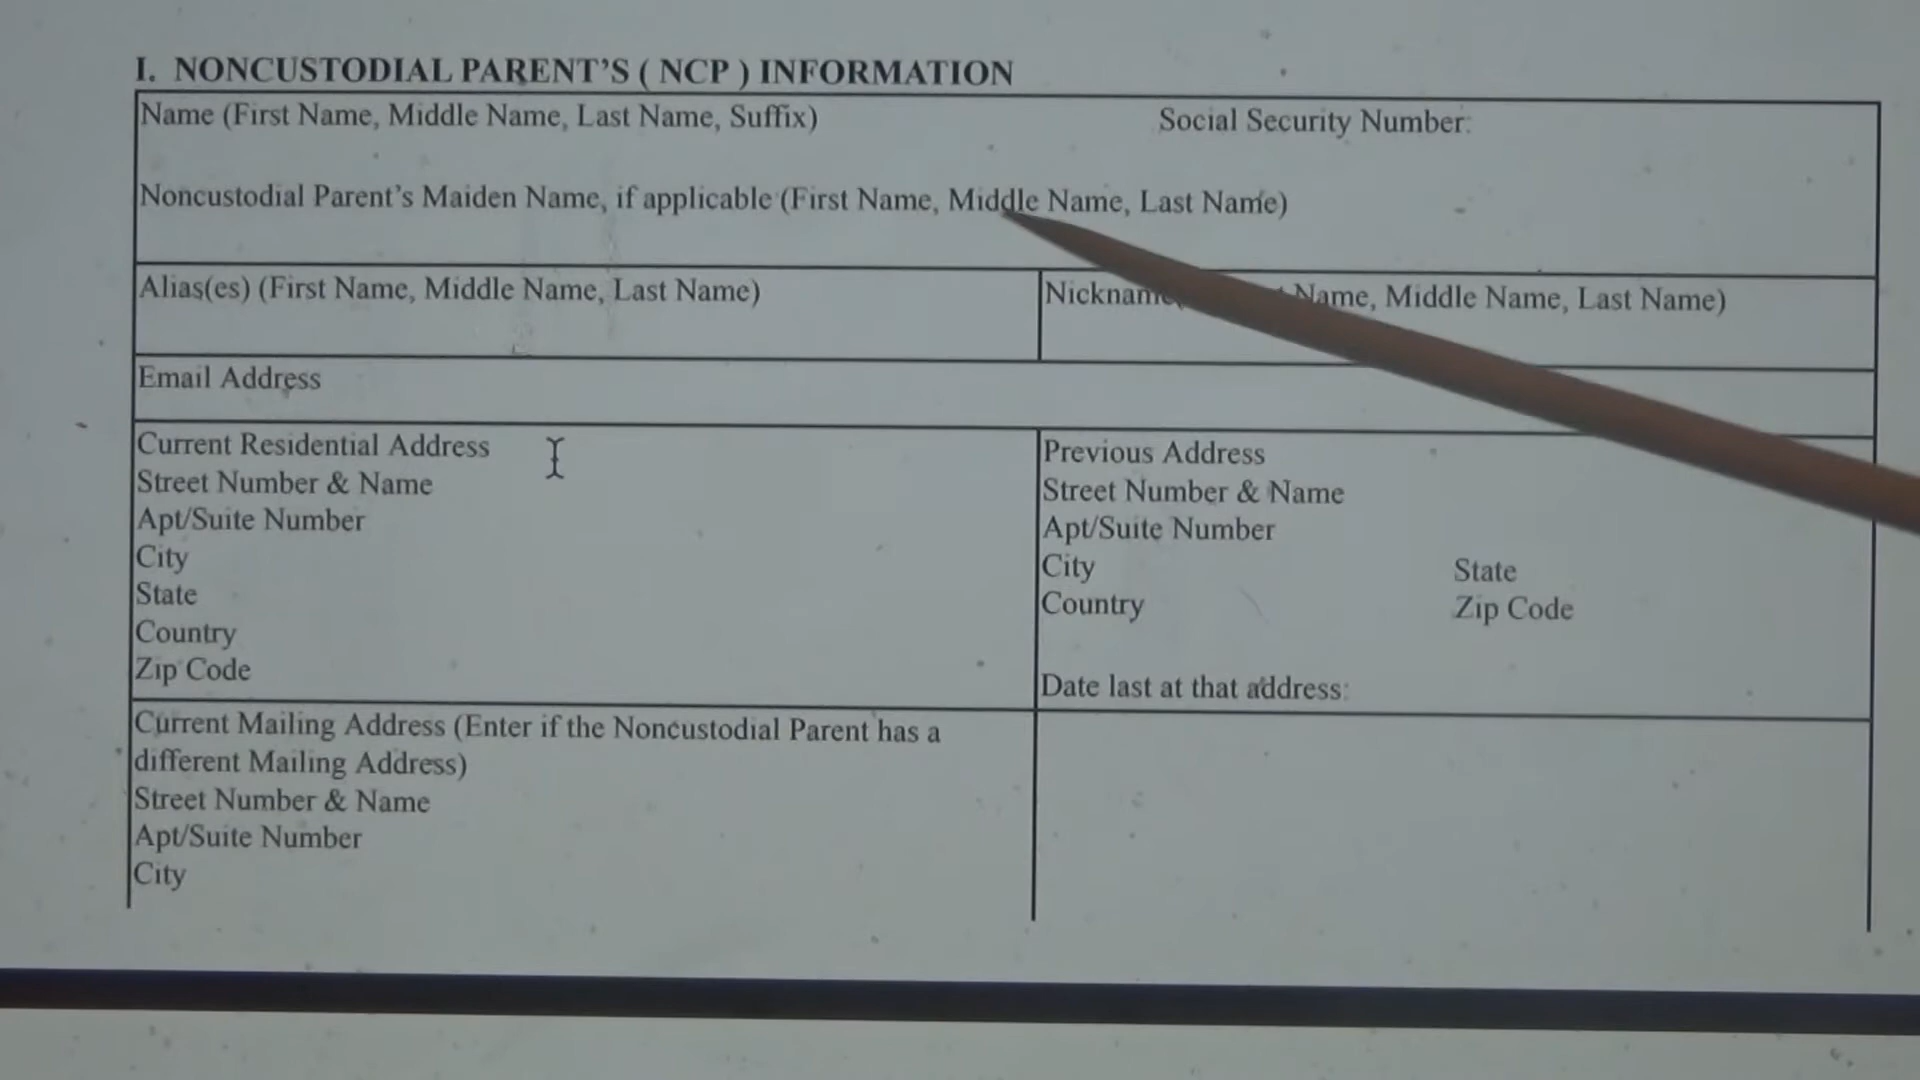 I. NONCUSTODIAL PARENT'S ( NCP ) INFORMATION
Name (First Name, Middle Name, Last Name, Suffix) Social Security Number:
Noncustodial Parent's Maiden Name, if applicable (First Name, Middle Name, Last Name)
Alias(es) (First Name, Middle Name, Last Name)
Name, Middle Name, Last Name)
Email Address
Current Residential Address
Street Number & Name
Apt/Suite Number
City
State
Country
Zip Code
Previous Address
Street Number & Name
Apt/Suite Number
City State
Country Zip Code
Date last at that address:
Current Mailing Address (Enter if the Noncustodial Parent has a
different Mailing Address)
Street Number & Name
Apt/Suite Number
City